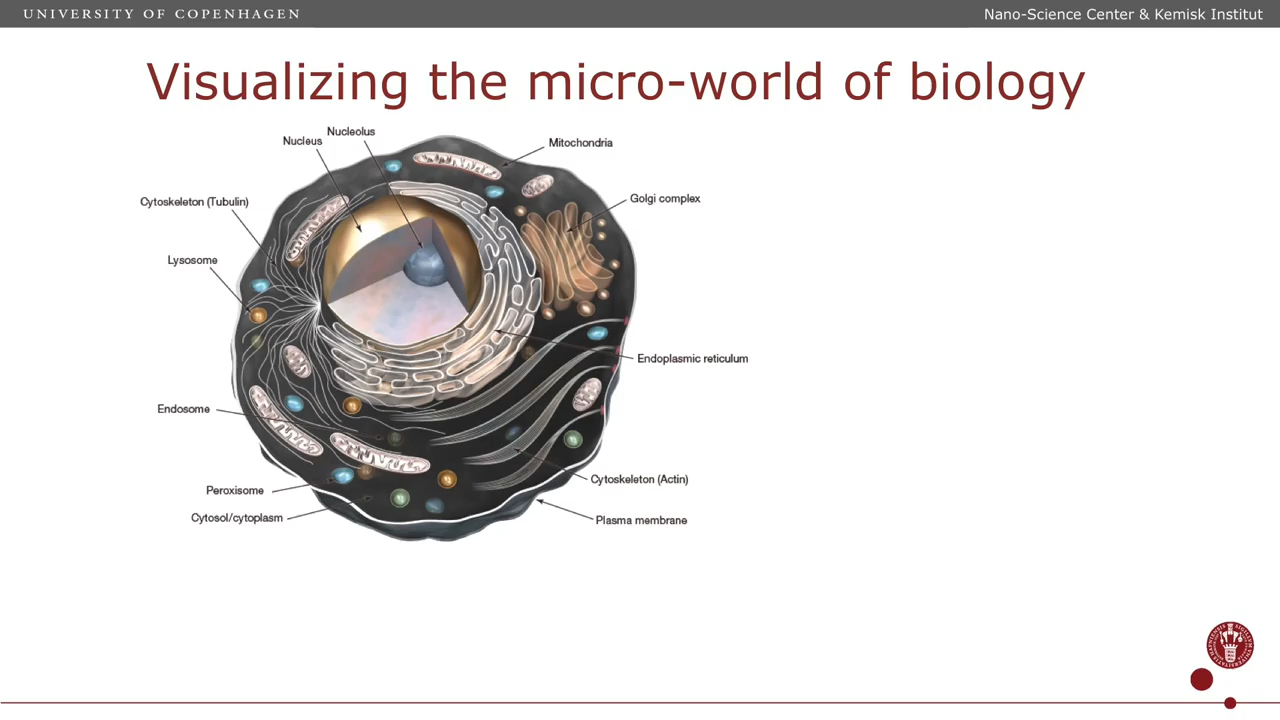 UNIVERSITY OF COPENHAGEN
Nano-Science Center & Kemisk Institut
Visualizing the micro-world of biology
Nucleolus
Nucleus
Mitochondria
Cytoskeleton (Tubulin)
Golgi complex
Lysosome
Endoplasmic reticulum
Endosome
Cytoskeleton (Actin)
Peroxisome
Cytosol/cytoplasm
Plasma membrane